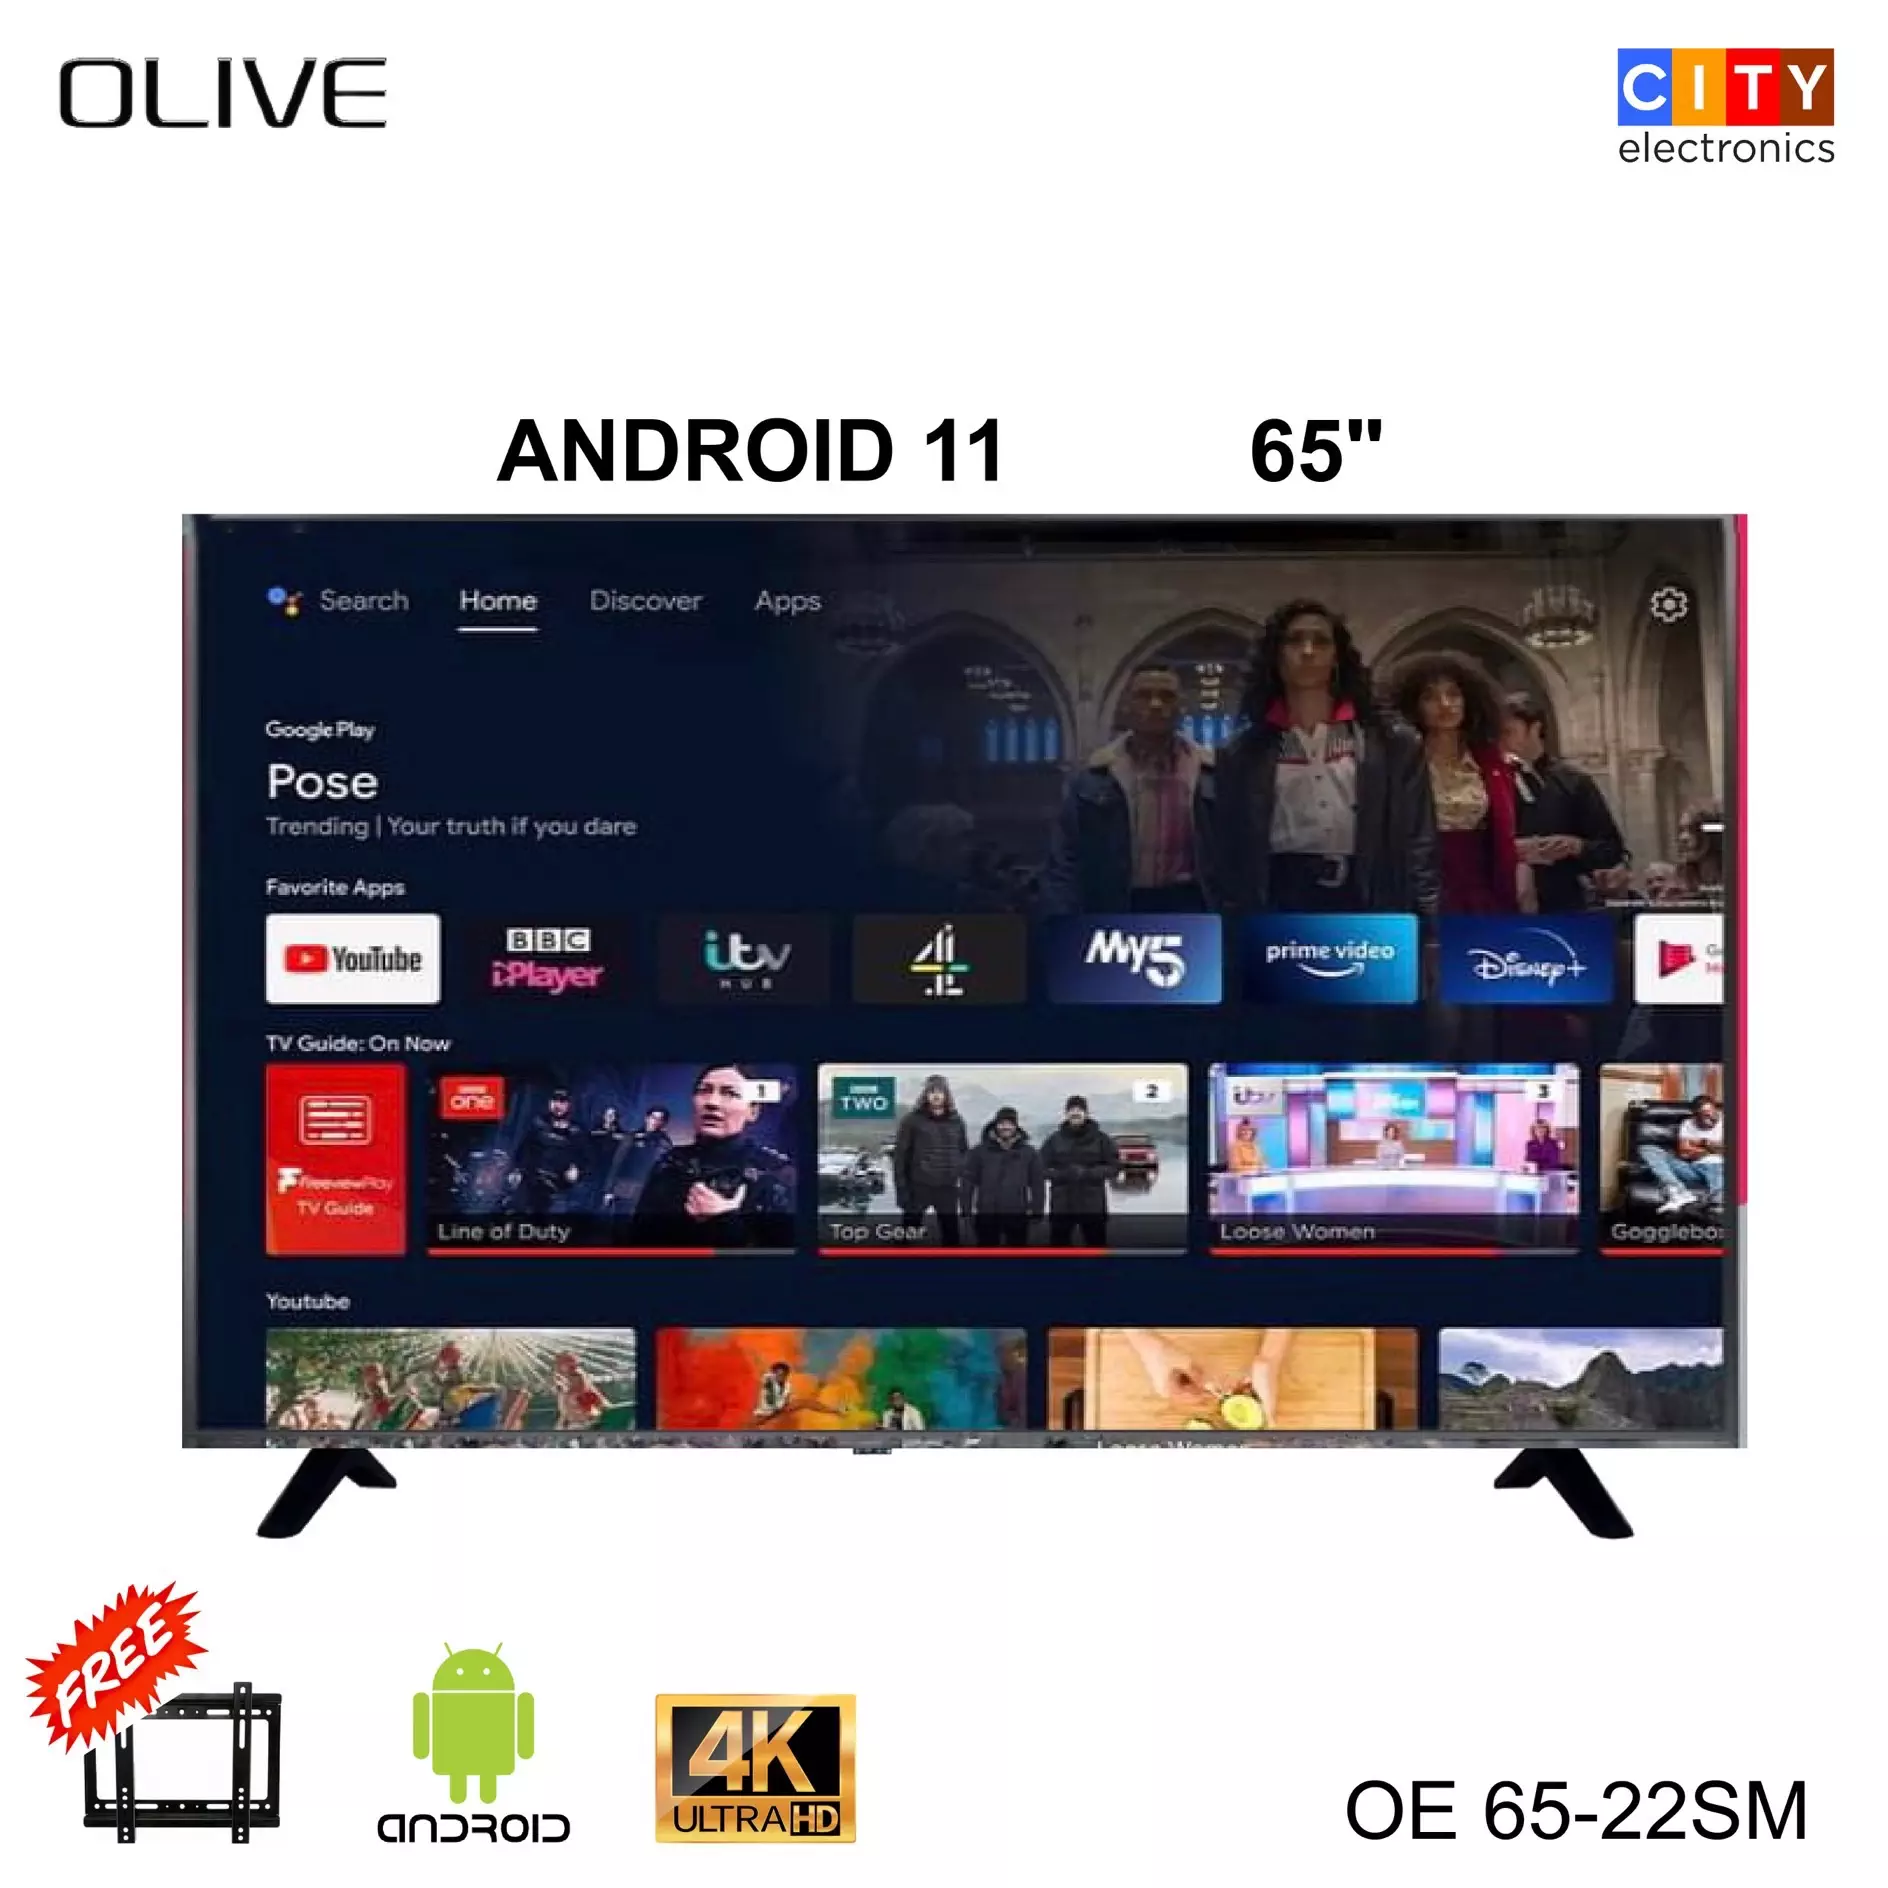 OLIVE
CITY
electronics
ANDROID 11 65"
Search Home Discover Apps
Google Play
Pose
Trending | Your truth if you dare
Favorite Apps
YouTube
BBC
iPlayer
itv
HUB
4
My5
prime video
Disney+
TV Guide: On Now
FreeviewPlay
TV Guide
one
1
Line of Duty
BBC
TWO
2
Top Gear
itv
3
Loose Women
Gogglebo
Youtube
Loose Women
FREE
ANDROID
4K
ULTRA HD
OE 65-22SM